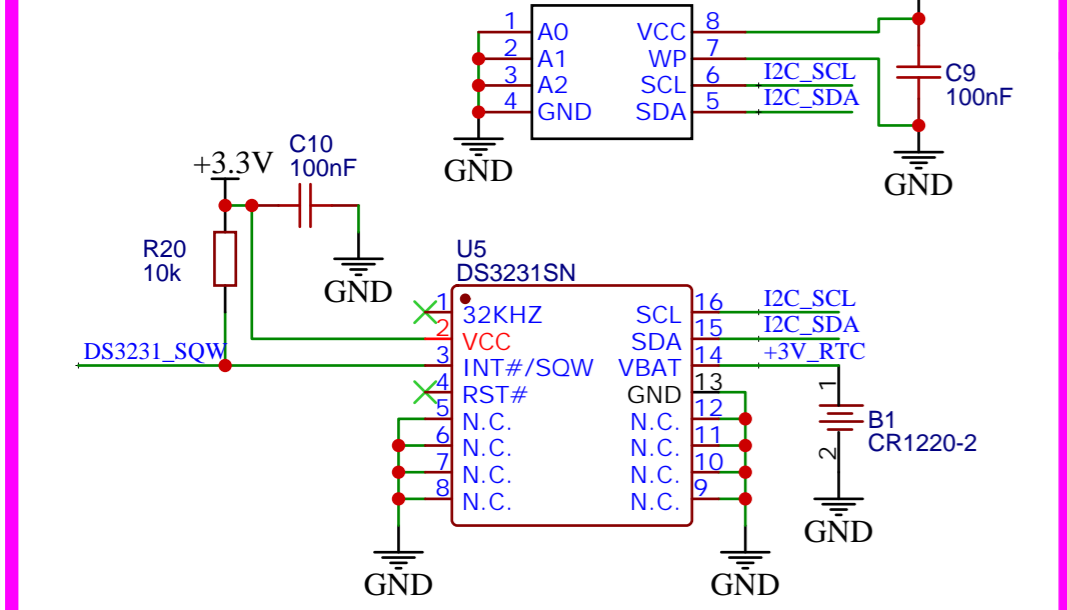 1 A0 VCC 8
2 A1 WP 7
3 A2 SCL 6 I2C_SCL
4 GND SDA 5 I2C_SDA
C9
100nF
GND
GND
+3.3V
C10
100nF
R20
10k
GND
U5
DS3231SN
1 32KHZ SCL 16 I2C_SCL
2 VCC SDA 15 I2C_SDA
DS3231_SQW 3 INT#/SQW VBAT 14 +3V_RTC
4 RST# GND 13
5 N.C. N.C. 12
6 N.C. N.C. 11
7 N.C. N.C. 10
8 N.C. N.C. 9
1
B1
CR1220-2
2
GND
GND
GND